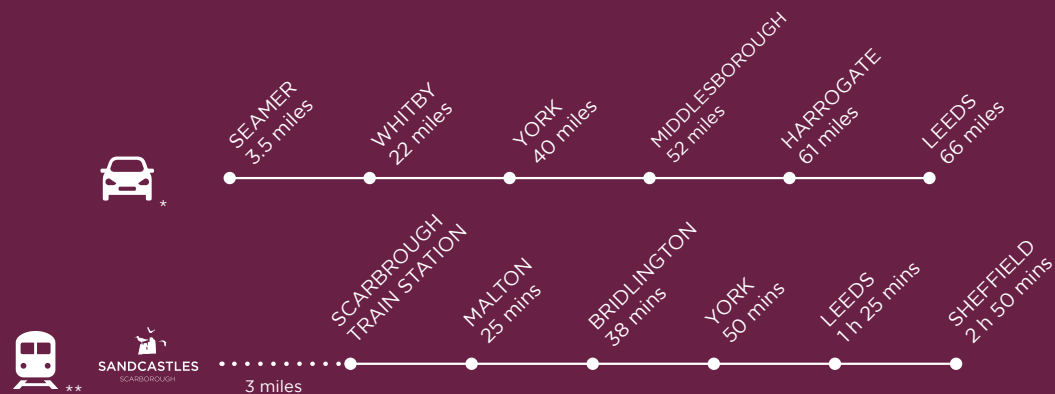 SEAMER
3.5 miles
WHITBY
22 miles
YORK
40 miles
MIDDLESBOROUGH
52 miles
HARROGATE
61 miles
LEEDS
66 miles
*
SCARBROUGH
TRAIN STATION
MALTON
25 mins
BRIDLINGTON
38 mins
YORK
50 mins
LEEDS
1 h 25 mins
SHEFFIELD
2 h 50 mins
**
SANDCASTLES
SCARBOROUGH
3 miles